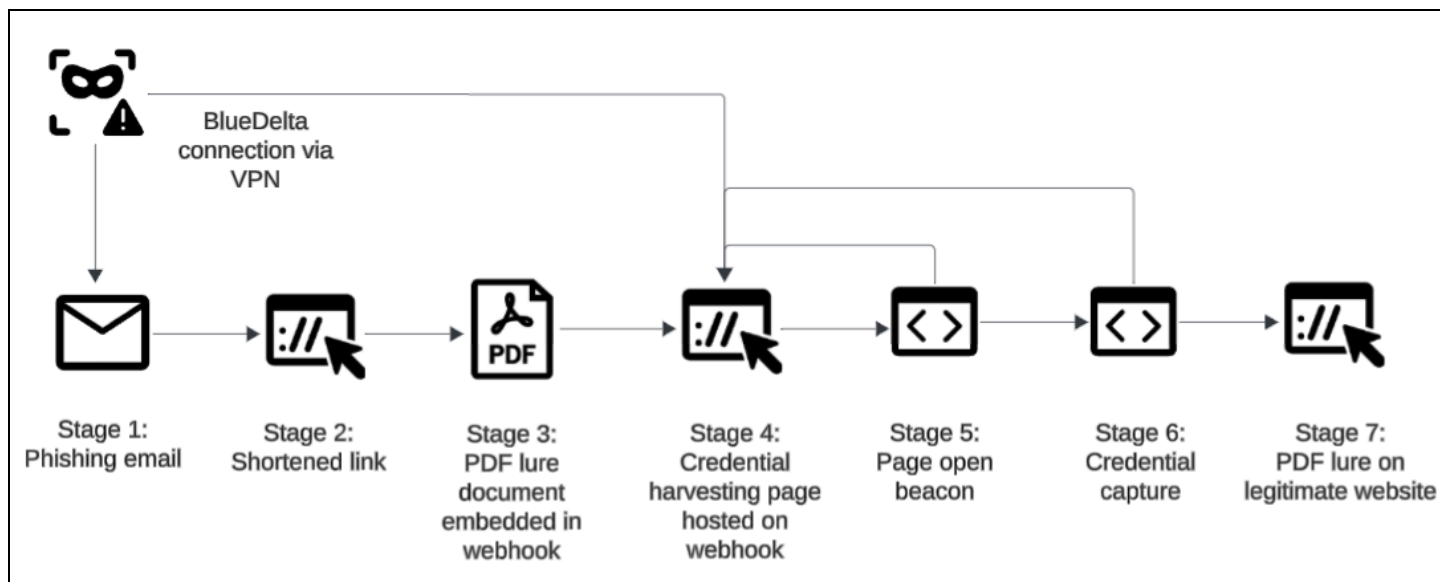 BlueDelta
connection via
VPN
://
PDF
://
< >
< >
://
Stage 1:
Phishing email
Stage 2:
Shortened link
Stage 3:
PDF lure
document
embedded in
webhook
Stage 4:
Credential
harvesting page
hosted on
webhook
Stage 5:
Page open
beacon
Stage 6:
Credential
capture
Stage 7:
PDF lure on
legitimate website